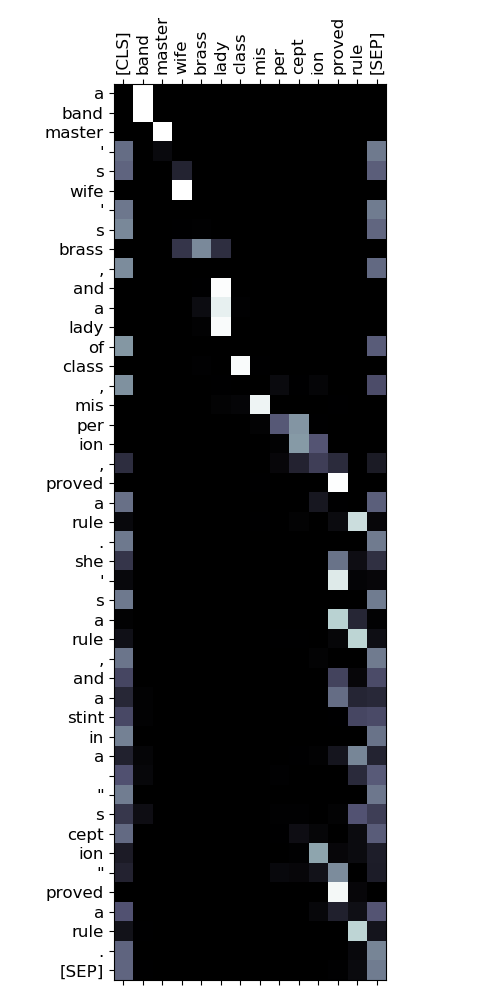 [CLS] band master wife brass lady class mis per cept ion proved rule [SEP]
a
band
master
'
s
wife
'
s
brass
,
and
a
lady
of
class
,
mis
per
ion
,
proved
a
rule
.
she
'
s
a
rule
,
and
a
stint
in
a
-
"
s
cept
ion
"
proved
a
rule
.
[SEP]